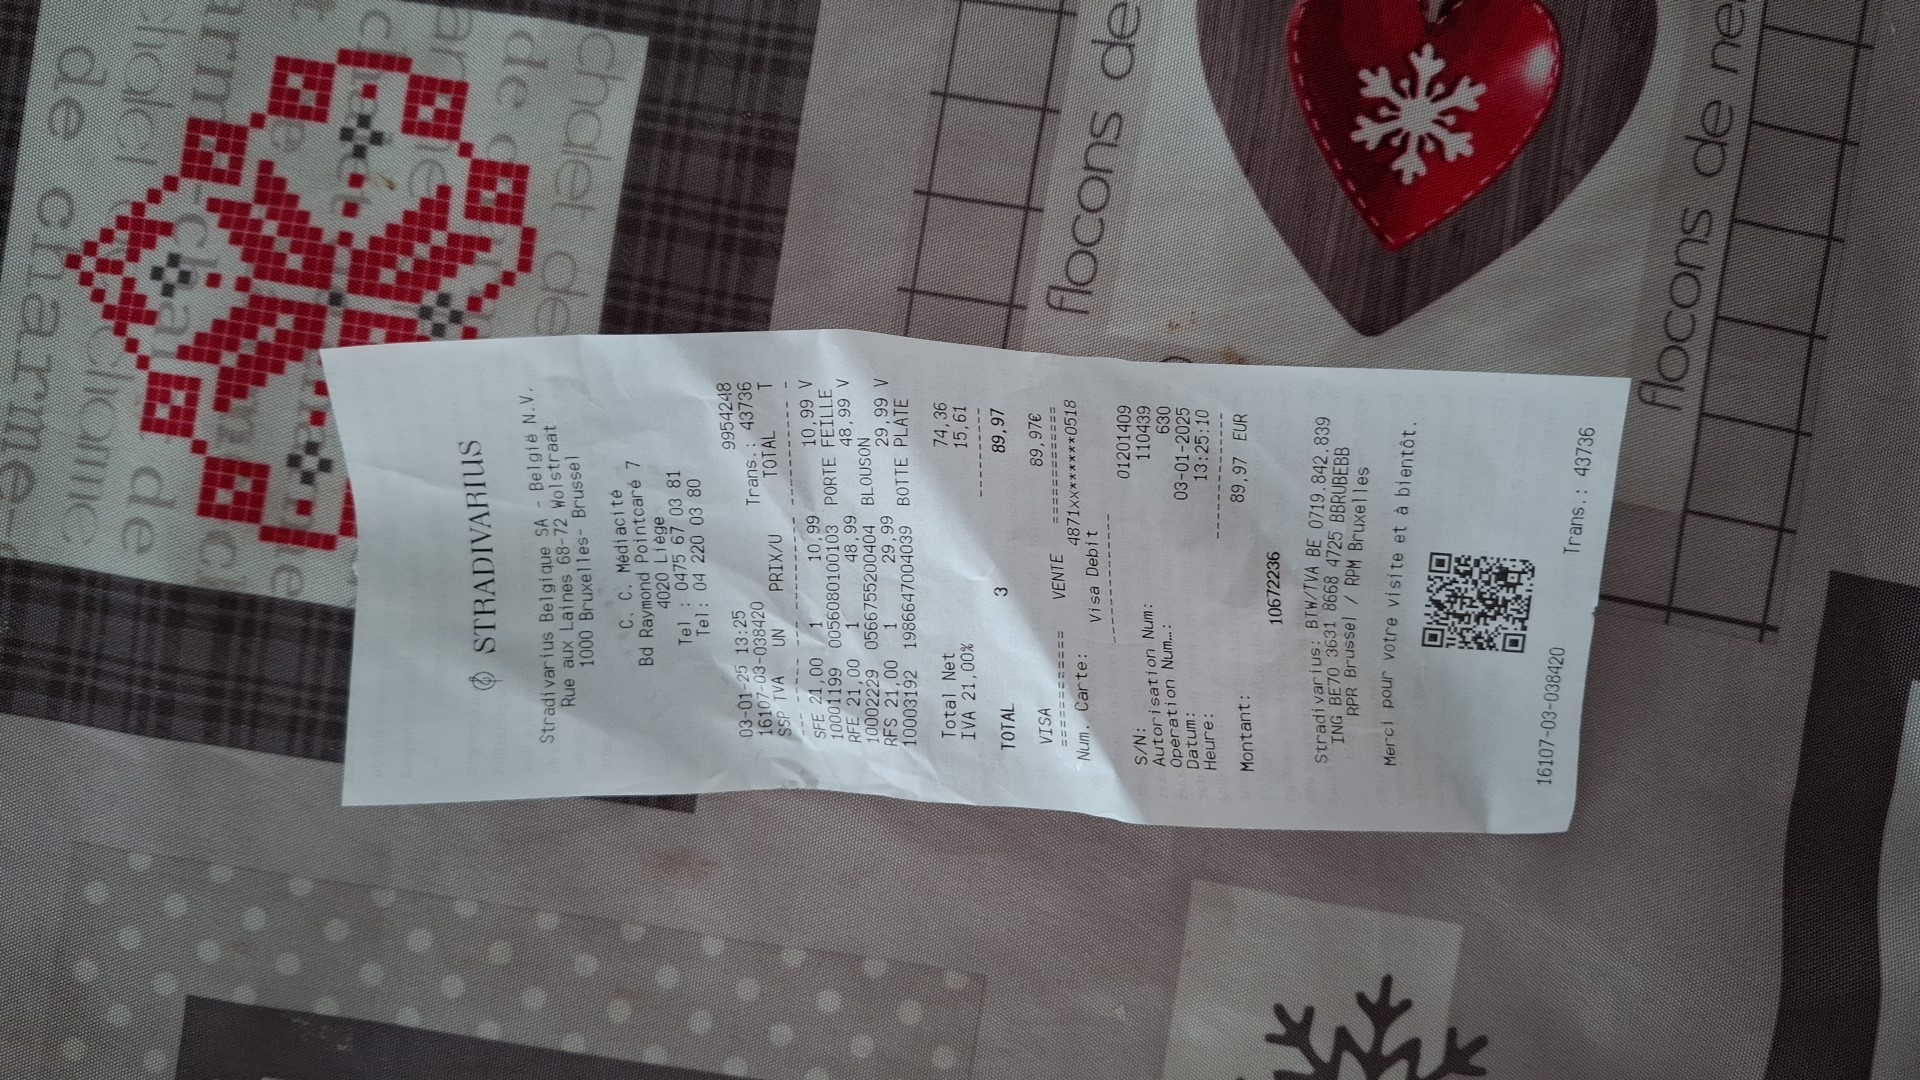 STRADIVARIUS
Stradivarius Belgique SA - België N.V.
Rue aux Laines 68-72 Wolstraat
1000 Bruxelles- Brussel
C. C. Médiacité
Bd Raymond Pointcaré 7
4020 Liège
Tel : 0475 67 03 81
Tel: 04 220 03 80
9954248
03-01-25 13:25
16107-03-038420 Trans.: 43736
SSP TVA UN PRIX/U TOTAL T
SFE 21,00 1 10,99 10,99 V
10001199 0056080100103 PORTE FEILLE
RFE 21,00 1 48,99 48,99 V
10002229 0566755200404 BLOUSON
RFS 21,00 1 29,99 29,99 V
10003192 1986647004039 BOTTE PLATE
Total Net 74,36
IVA 21,00% 15,61
TOTAL 3 89,97
VISA 89,97€
=========== VENTE ===========
Num. Carte: 4871xx******0518
Visa Debit
S/N: 01201409
Autorisation Num: 110439
Opération Num.: 630
Datum: 03-01-2025
Heure: 13:25:10
Montant: 89,97 EUR
10672236
Stradivarius: BTW/TVA BE 0719.842.839
ING BE70 3631 8668 4725 BBRUBEBB
RPR Brussel / RPM Bruxelles
Merci pour votre visite et à bientôt.
16107-03-038420 Trans.: 43736
chalet de
de charme
flocons de
flocons de nei